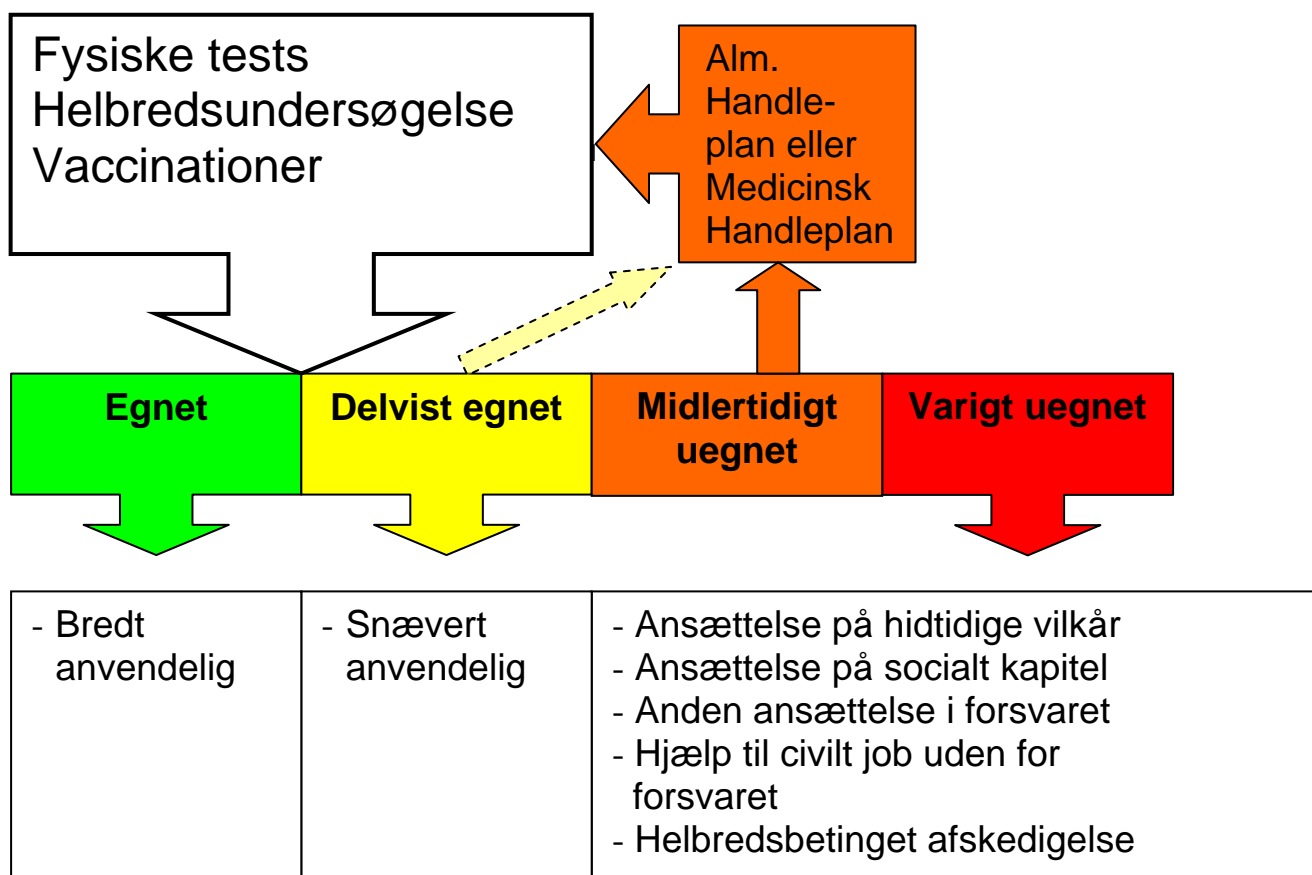 Fysiske tests
Helbredsundersøgelse
Vaccinationer
Alm.
Handle-
plan eller
Medicinsk
Handleplan
Egnet
Delvist egnet
Midlertidigt
uegnet
Varigt uegnet
- Bredt
anvendelig
- Snævert
anvendelig
- Ansættelse på hidtidige vilkår
- Ansættelse på socialt kapitel
- Anden ansættelse i forsvaret
- Hjælp til civilt job uden for
forsvaret
- Helbredsbetinget afskedigelse